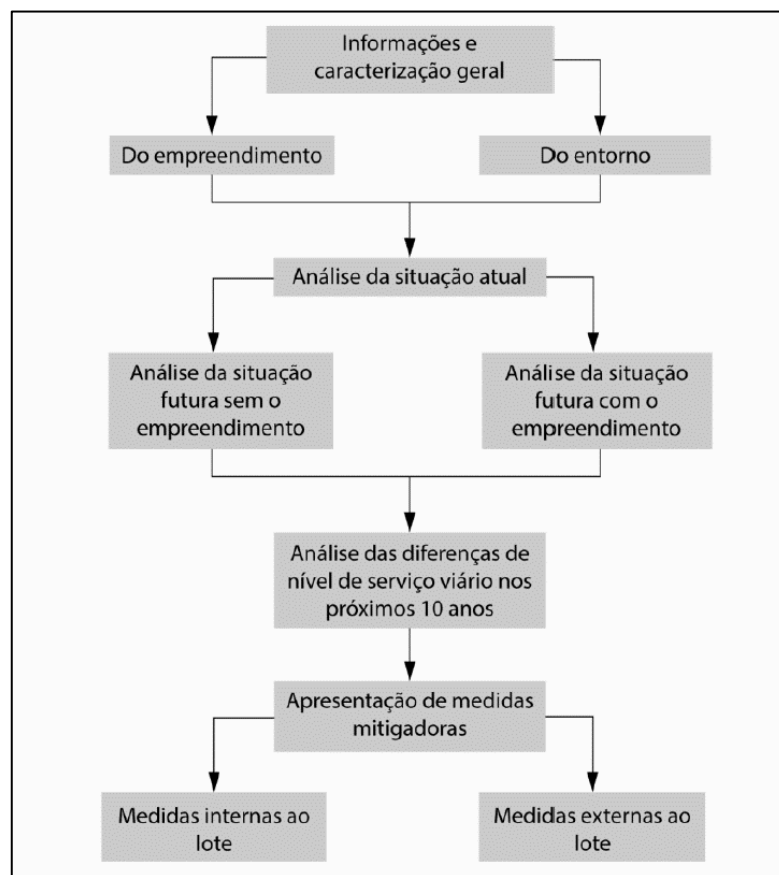 Informações e
caracterização geral
Do empreendimento
Do entorno
Análise da situação atual
Análise da situação
futura sem o
empreendimento
Análise da situação
futura com o
empreendimento
Análise das diferenças de
nível de serviço viário nos
próximos 10 anos
Apresentação de medidas
mitigadoras
Medidas internas ao
lote
Medidas externas ao
lote